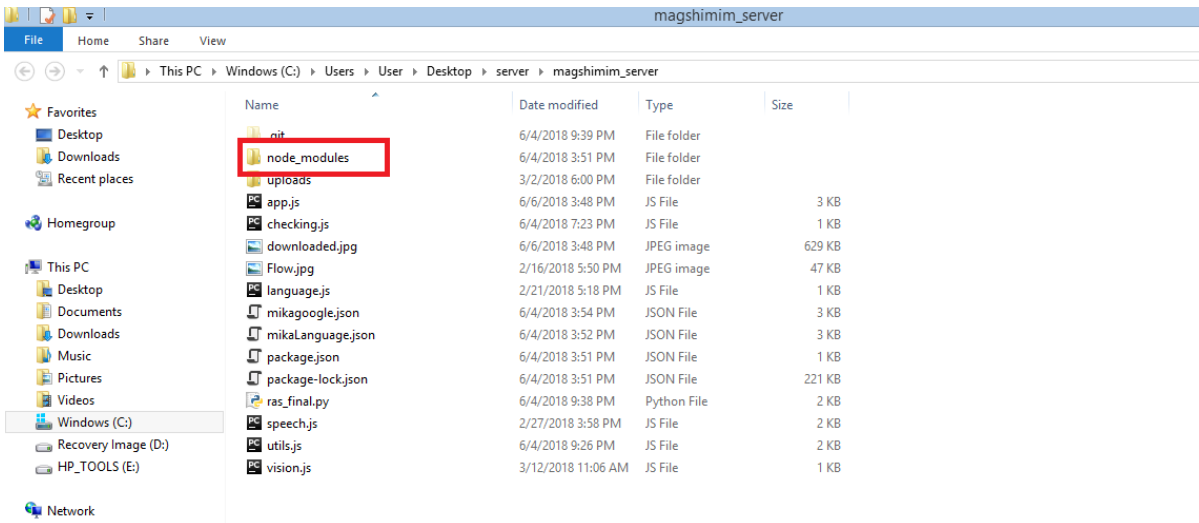 magshimim_server
File Home Share View
This PC Windows (C:) Users User Desktop server magshimim_server
Favorites
Desktop
Downloads
Recent places
Homegroup
This PC
Desktop
Documents
Downloads
Music
Pictures
Videos
Windows (C:)
Recovery Image (D:)
HP_TOOLS (E:)
Network
Name Date modified Type Size
.git 6/4/2018 9:39 PM File folder
node_modules 6/4/2018 3:51 PM File folder
uploads 3/2/2018 6:00 PM File folder
PC app.js 6/6/2018 3:48 PM JS File 3 KB
PC checking.js 6/4/2018 7:23 PM JS File 1 KB
downloaded.jpg 6/6/2018 3:48 PM JPEG image 629 KB
Flow.jpg 2/16/2018 5:50 PM JPEG image 47 KB
PC language.js 2/21/2018 5:18 PM JS File 1 KB
mikagoogle.json 6/4/2018 3:54 PM JSON File 3 KB
mikaLanguage.json 6/4/2018 3:52 PM JSON File 3 KB
package.json 6/4/2018 3:51 PM JSON File 1 KB
package-lock.json 6/4/2018 3:51 PM JSON File 221 KB
ras_final.py 6/4/2018 9:38 PM Python File 2 KB
PC speech.js 2/27/2018 3:58 PM JS File 2 KB
PC utils.js 6/4/2018 9:26 PM JS File 2 KB
PC vision.js 3/12/2018 11:06 AM JS File 1 KB